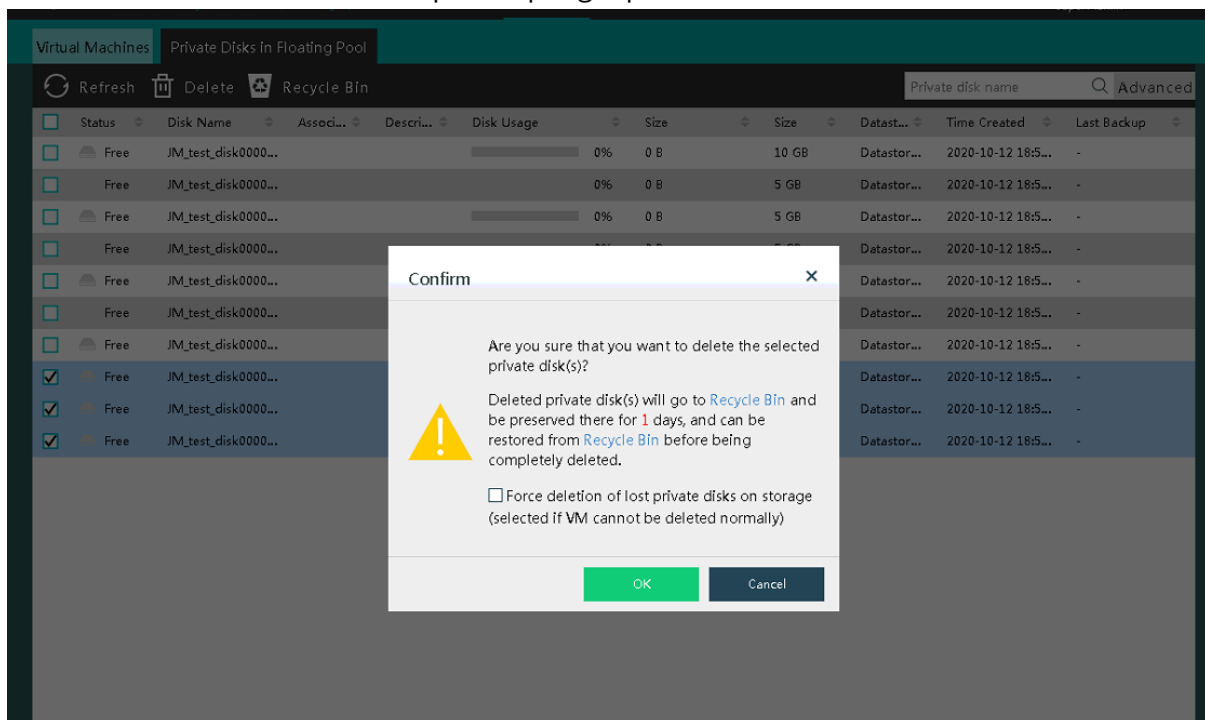 Virtual Machines Private Disks in Floating Pool
Refresh Delete Recycle Bin Private disk name Advanced
Status Disk Name Associ... Descri... Disk Usage Size Size Datast... Time Created Last Backup
Free JM_test_disk0000... 0% 0 B 10 GB Datastor... 2020-10-12 18:5... -
Free JM_test_disk0000... 0% 0 B 5 GB Datastor... 2020-10-12 18:5... -
Free JM_test_disk0000... 0% 0 B 5 GB Datastor... 2020-10-12 18:5... -
Free JM_test_disk0000... Datastor... 2020-10-12 18:5... -
Free JM_test_disk0000... Datastor... 2020-10-12 18:5... -
Free JM_test_disk0000... Datastor... 2020-10-12 18:5... -
Free JM_test_disk0000... Datastor... 2020-10-12 18:5... -
Free JM_test_disk0000... Datastor... 2020-10-12 18:5... -
Free JM_test_disk0000... Datastor... 2020-10-12 18:5... -
Free JM_test_disk0000... Datastor... 2020-10-12 18:5... -
Confirm
Are you sure that you want to delete the selected
private disk(s)?
Deleted private disk(s) will go to Recycle Bin and
be preserved there for 1 days, and can be
restored from Recycle Bin before being
completely deleted.
Force deletion of lost private disks on storage
(selected if VM cannot be deleted normally)
OK Cancel